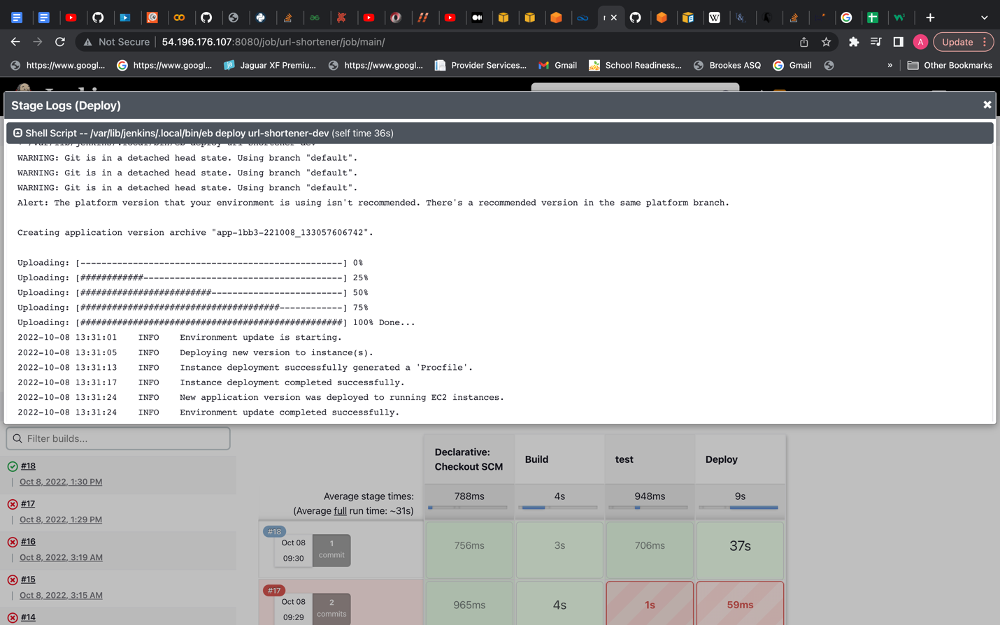 Not Secure 54.196.176.107:8080/job/url-shortener/job/main/
A
Update
https://www.googl...
https://www.googl...
Jaguar XF Premiu...
https://www.googl...
Provider Services...
Gmail
School Readiness...
Brookes ASQ
Gmail
»
Other Bookmarks
Stage Logs (Deploy)
Shell Script -- /var/lib/jenkins/.local/bin/eb deploy url-shortener-dev (self time 36s)
+ /var/lib/jenkins/.local/bin/eb deploy url-shortener-dev
WARNING: Git is in a detached head state. Using branch "default".
WARNING: Git is in a detached head state. Using branch "default".
WARNING: Git is in a detached head state. Using branch "default".
Alert: The platform version that your environment is using isn't recommended. There's a recommended version in the same platform branch.
Creating application version archive "app-1bb3-221008_133057606742".
Uploading: [--------------------------------------------------] 0%
Uploading: [############--------------------------------------] 25%
Uploading: [#########################-------------------------] 50%
Uploading: [######################################------------] 75%
Uploading: [##################################################] 100% Done...
2022-10-08 13:31:01 INFO Environment update is starting.
2022-10-08 13:31:05 INFO Deploying new version to instance(s).
2022-10-08 13:31:13 INFO Instance deployment successfully generated a 'Procfile'.
2022-10-08 13:31:17 INFO Instance deployment completed successfully.
2022-10-08 13:31:24 INFO New application version was deployed to running EC2 instances.
2022-10-08 13:31:24 INFO Environment update completed successfully.
Filter builds...
#18
Oct 8, 2022, 1:30 PM
#17
Oct 8, 2022, 1:29 PM
#16
Oct 8, 2022, 3:19 AM
#15
Oct 8, 2022, 3:15 AM
#14
Declarative:
Checkout SCM
Build
test
Deploy
Average stage times:
(Average full run time: ~31s)
788ms
4s
948ms
9s
#18
Oct 08
09:30
1
commit
756ms
3s
706ms
37s
#17
Oct 08
09:29
2
commits
965ms
4s
1s
59ms